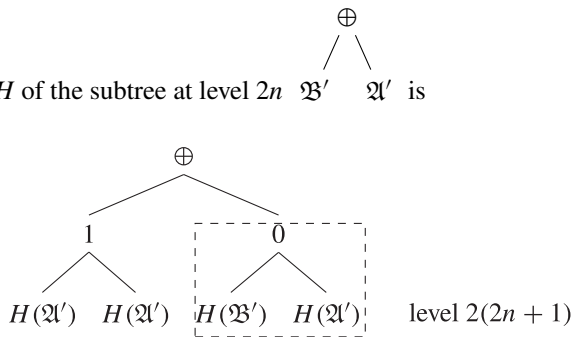 ⊕
H of the subtree at level 2n 𝔅′ 𝔄′ is
⊕
1 0
H(𝔄′) H(𝔄′) H(𝔅′) H(𝔄′) level 2(2n + 1)